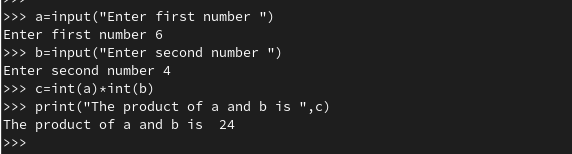 >>> a=input("Enter first number ")
Enter first number 6
>>> b=input("Enter second number ")
Enter second number 4
>>> c=int(a)*int(b)
>>> print("The product of a and b is ",c)
The product of a and b is  24
>>>